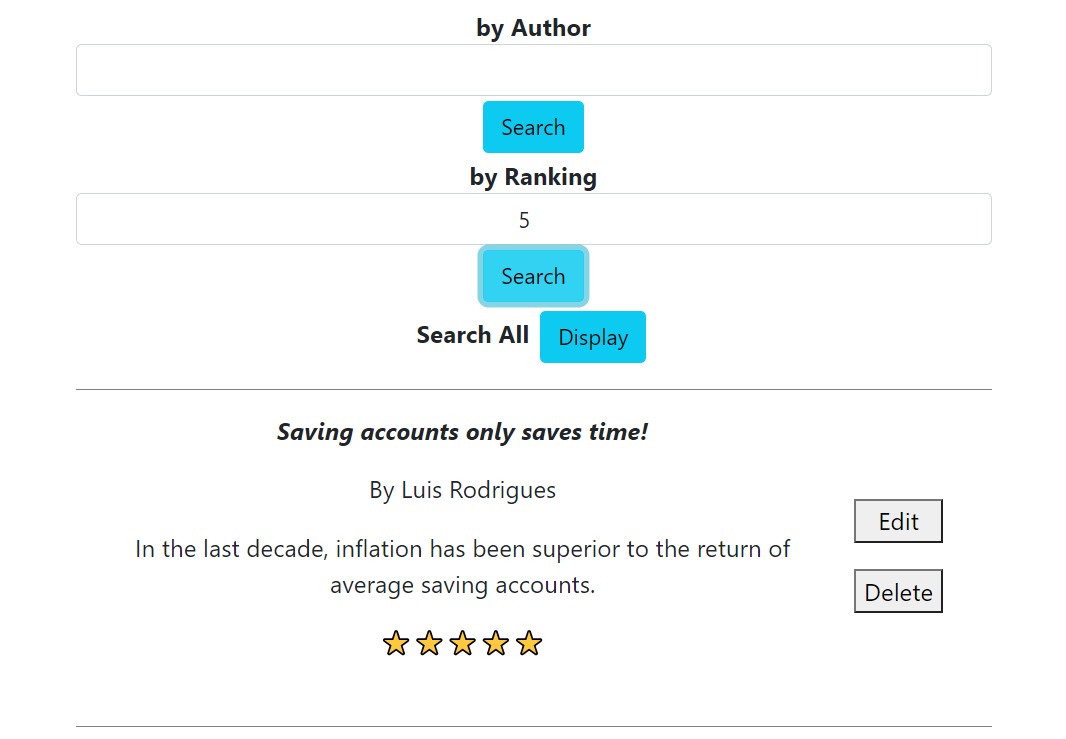 by Author
Search
by Ranking
5
Search
Search All Display
Saving accounts only saves time!
By Luis Rodrigues
In the last decade, inflation has been superior to the return of
average saving accounts.
Edit
Delete